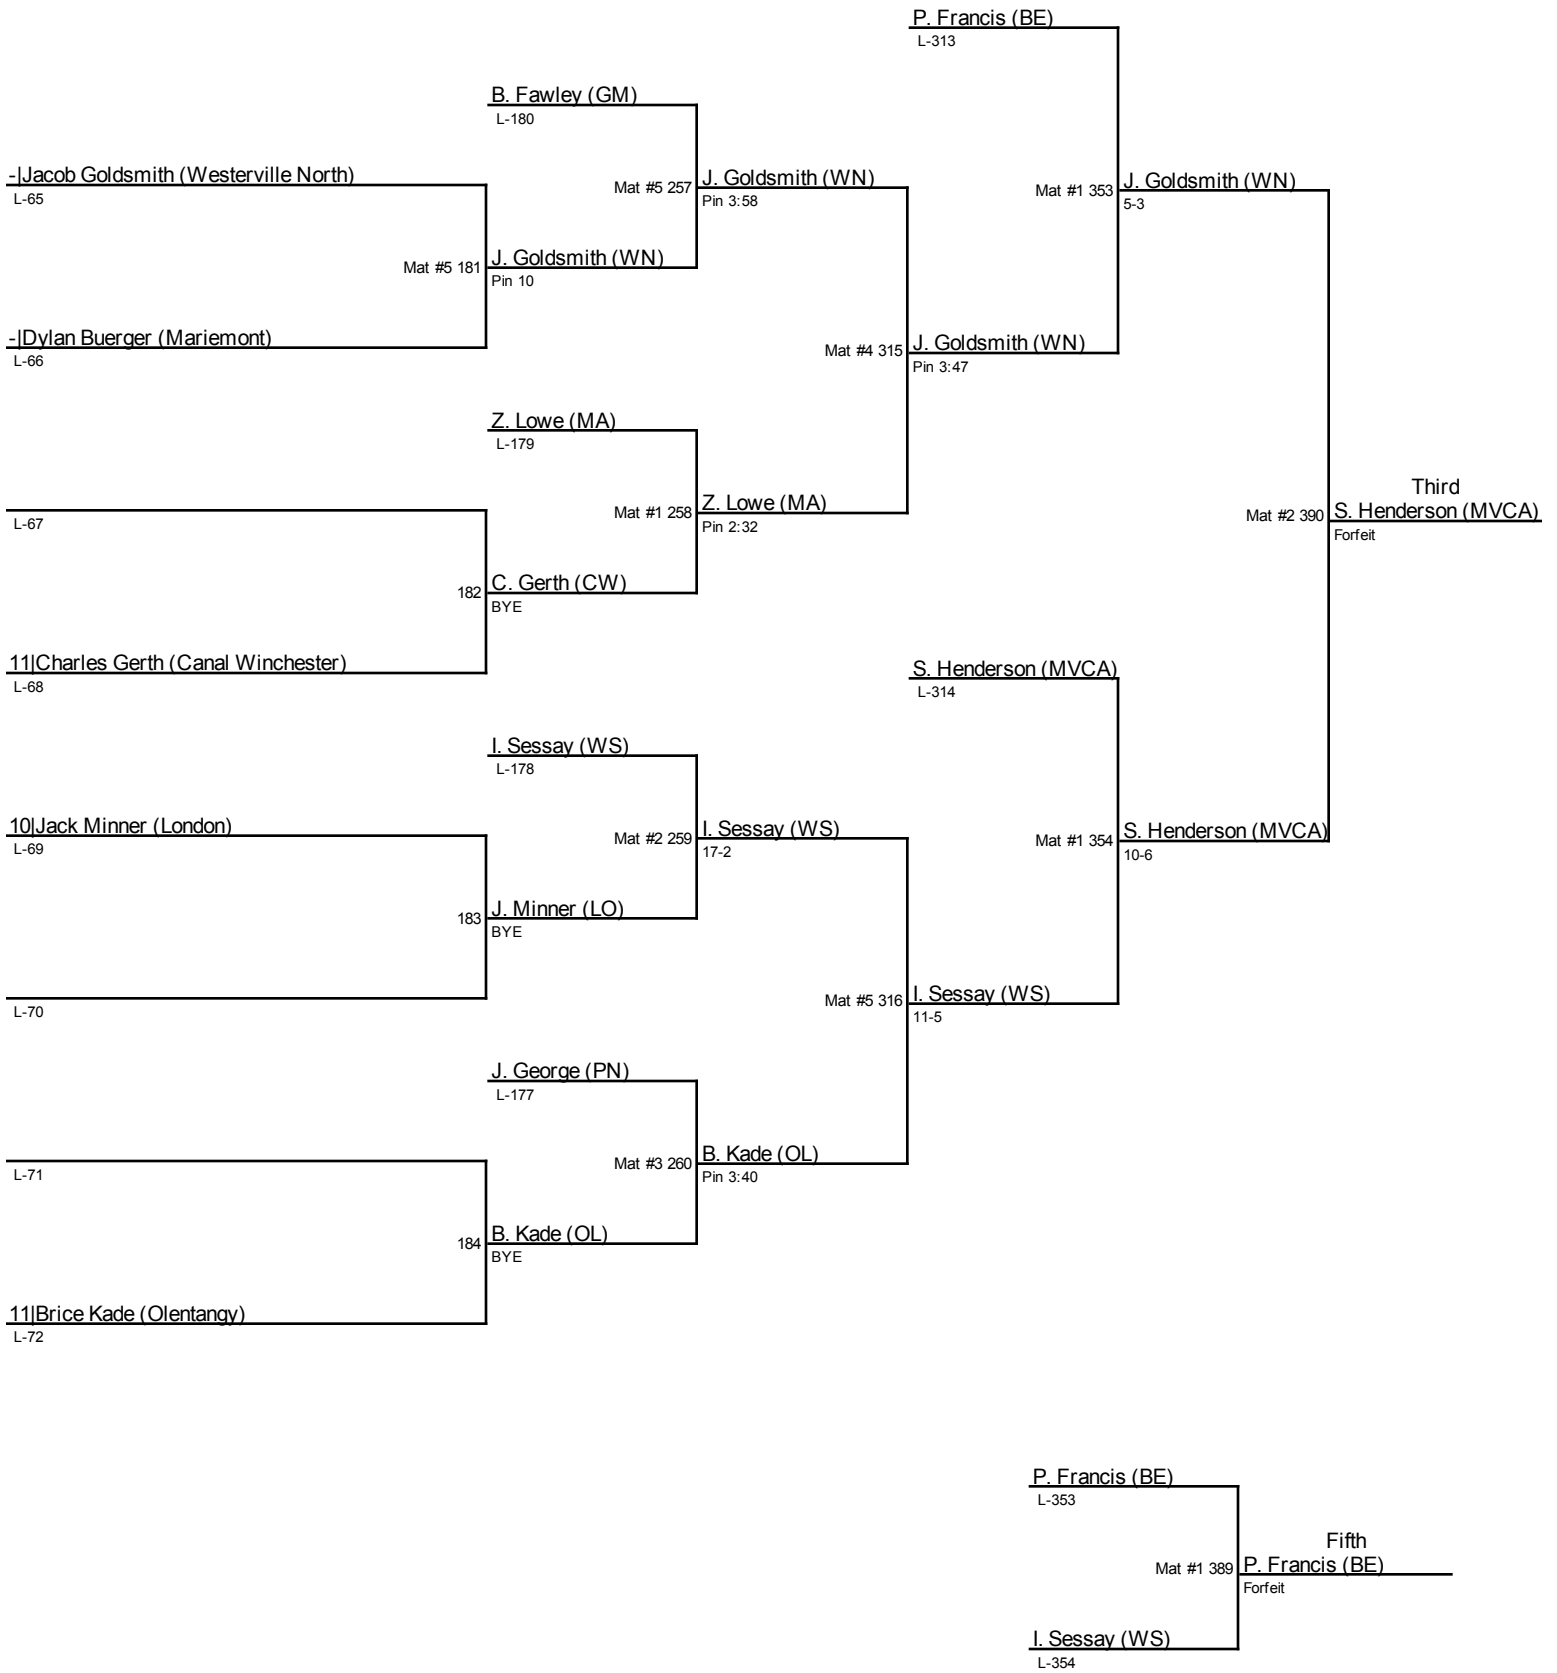 P. Francis (BE)
L-313
B. Fawley (GM)
L-180
-|Jacob Goldsmith (Westerville North)
L-65
Mat #5 257
J. Goldsmith (WN)
Pin 3:58
Mat #1 353
J. Goldsmith (WN)
5-3
Mat #5 181
J. Goldsmith (WN)
Pin 10
-|Dylan Buerger (Mariemont)
L-66
Mat #4 315
J. Goldsmith (WN)
Pin 3:47
Z. Lowe (MA)
L-179
L-67
Mat #1 258
Z. Lowe (MA)
Pin 2:32
Third
Mat #2 390
S. Henderson (MVCA)
Forfeit
182
C. Gerth (CW)
BYE
11|Charles Gerth (Canal Winchester)
L-68
S. Henderson (MVCA)
L-314
I. Sessay (WS)
L-178
10|Jack Minner (London)
L-69
Mat #2 259
I. Sessay (WS)
17-2
Mat #1 354
S. Henderson (MVCA)
10-6
183
J. Minner (LO)
BYE
L-70
Mat #5 316
I. Sessay (WS)
11-5
J. George (PN)
L-177
L-71
Mat #3 260
B. Kade (OL)
Pin 3:40
184
B. Kade (OL)
BYE
11|Brice Kade (Olentangy)
L-72
P. Francis (BE)
L-353
Fifth
Mat #1 389
P. Francis (BE)
Forfeit
I. Sessay (WS)
L-354